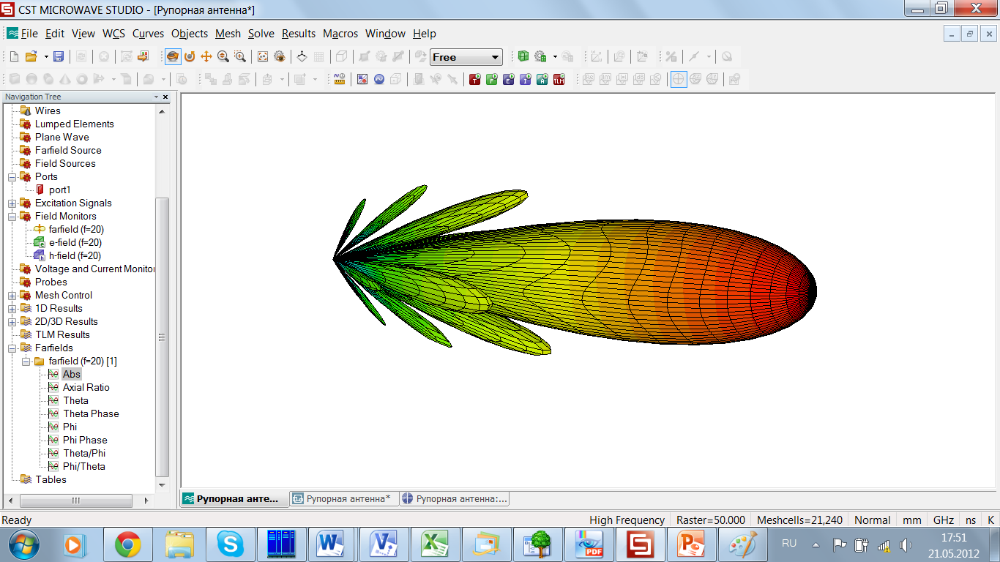 CST MICROWAVE STUDIO - [Рупорная антенна*]
File Edit View WCS Curves Objects Mesh Solve Results Macros Window Help
Free
T F E I A TLM
Navigation Tree
Wires
Lumped Elements
Plane Wave
Farfield Source
Field Sources
Ports
port1
Excitation Signals
Field Monitors
farfield (f=20)
e-field (f=20)
h-field (f=20)
Voltage and Current Monitor
Probes
Mesh Control
1D Results
2D/3D Results
TLM Results
Farfields
farfield (f=20) [1]
Abs
Axial Ratio
Theta
Theta Phase
Phi
Phi Phase
Theta/Phi
Phi/Theta
Tables
Рупорная анте... Рупорная антенна* Рупорная антенна:...
Ready High Frequency Raster=50.000 Meshcells=21,240 Normal mm GHz ns K
PDF
RU 17:51
21.05.2012